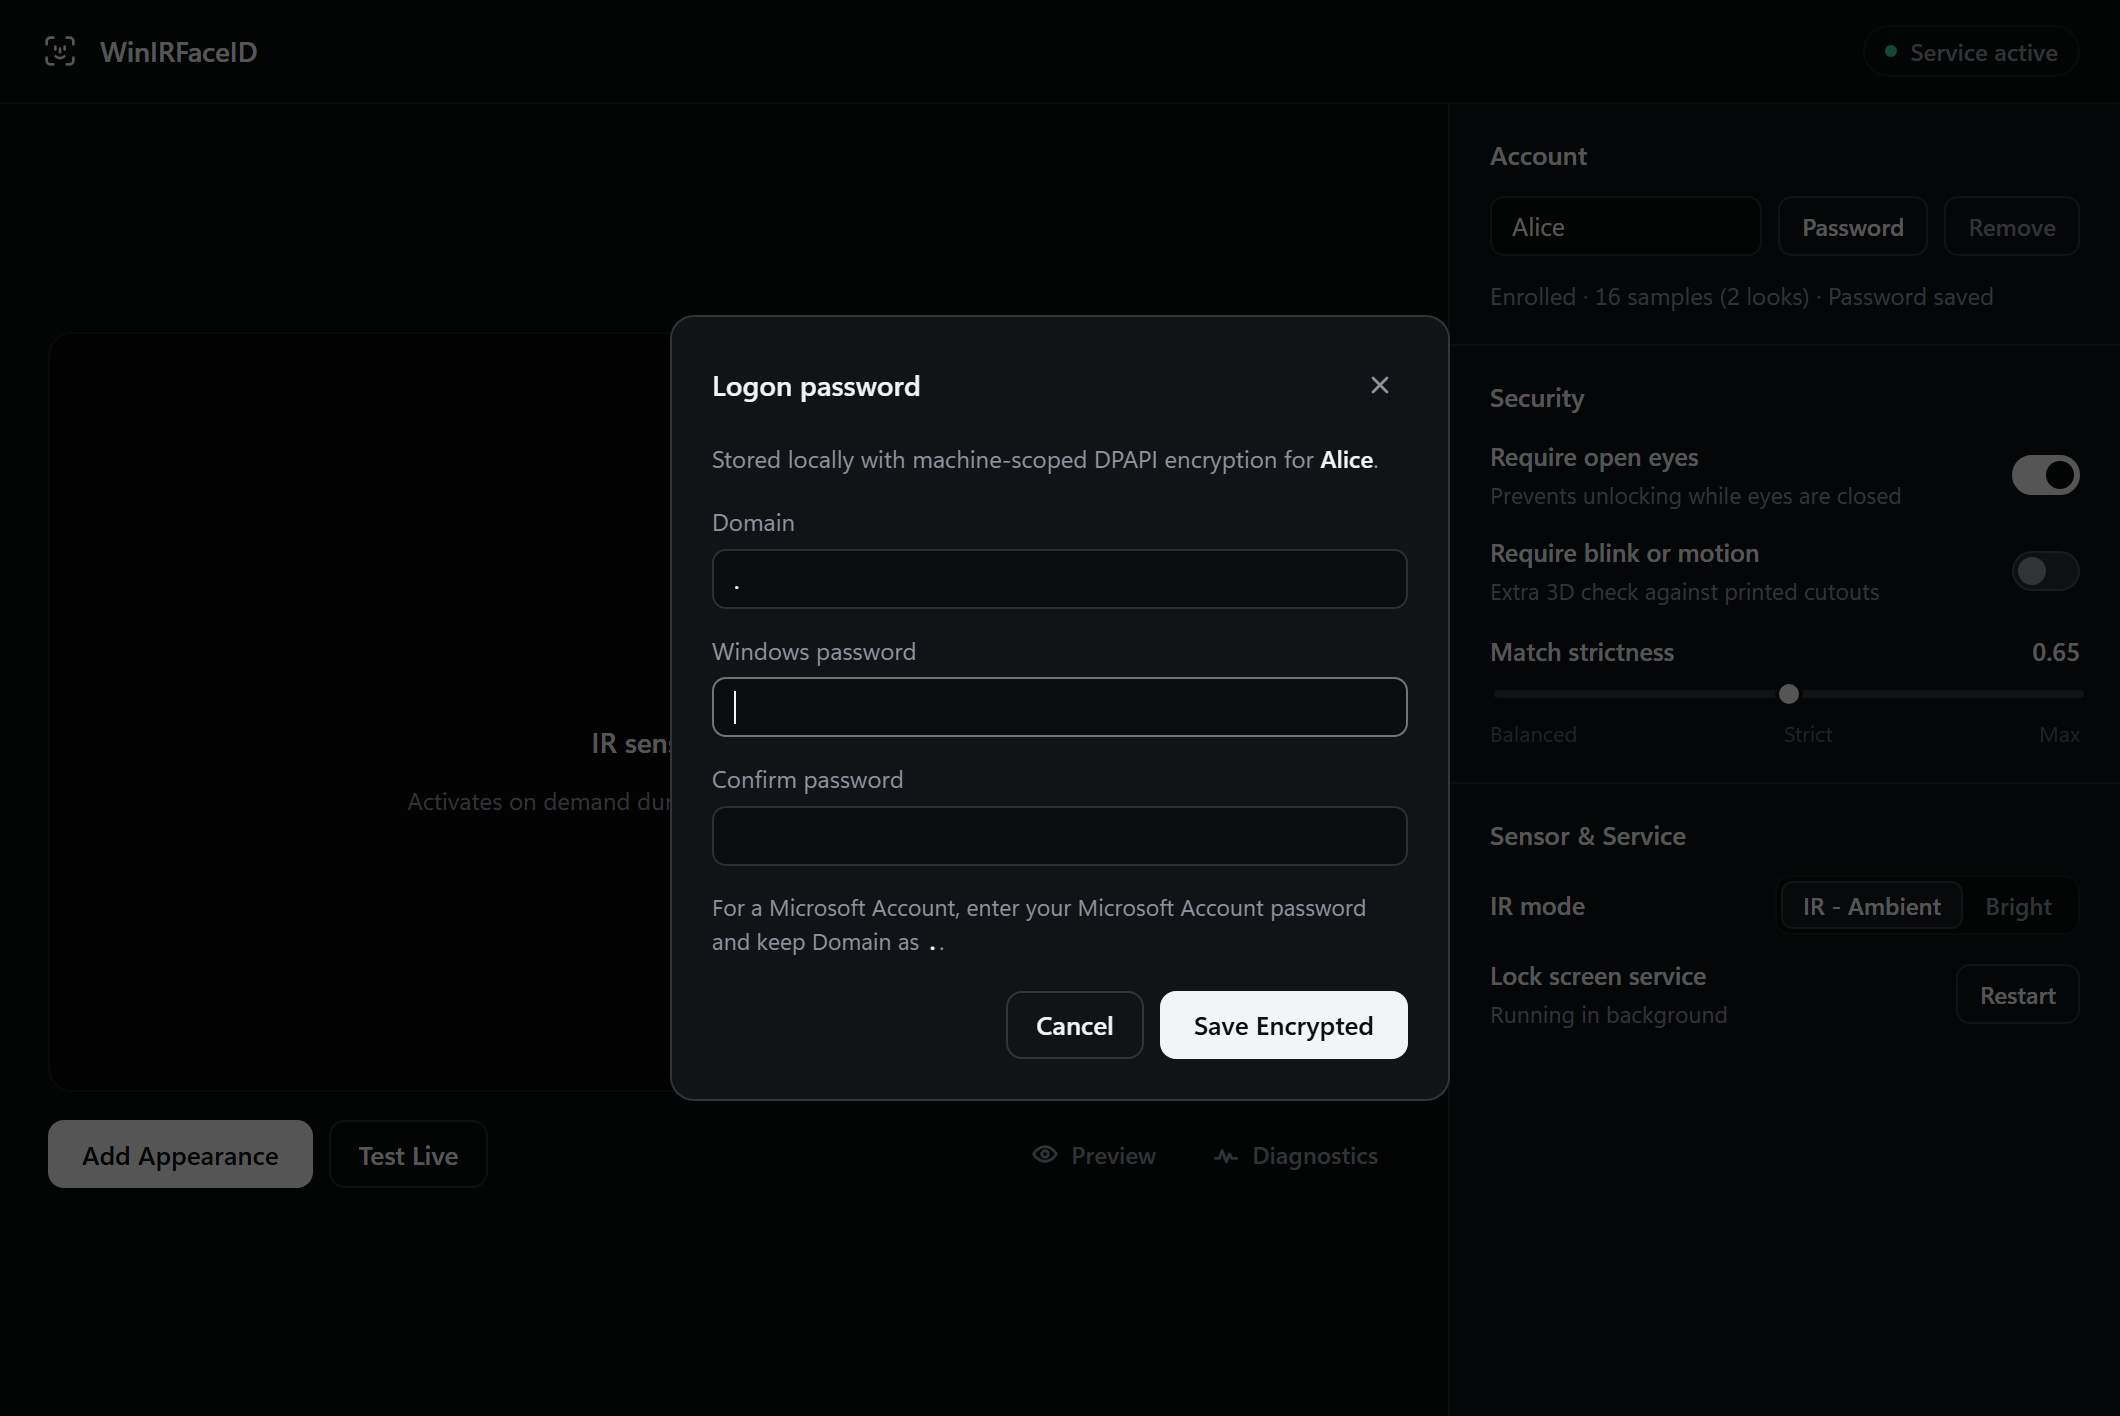 WinIRFaceID
Service active
Account
Alice
Password
Remove
Enrolled · 16 samples (2 looks) · Password saved
Security
Require open eyes
Prevents unlocking while eyes are closed
Require blink or motion
Extra 3D check against printed cutouts
Match strictness
0.65
Balanced
Strict
Max
Sensor & Service
IR mode
IR - Ambient
Bright
Lock screen service
Running in background
Restart
IR
Activates on demand
Logon password
Stored locally with machine-scoped DPAPI encryption for Alice.
Domain
.
Windows password
Confirm password
For a Microsoft Account, enter your Microsoft Account password
and keep Domain as . .
Cancel
Save Encrypted
Add Appearance
Test Live
Preview
Diagnostics